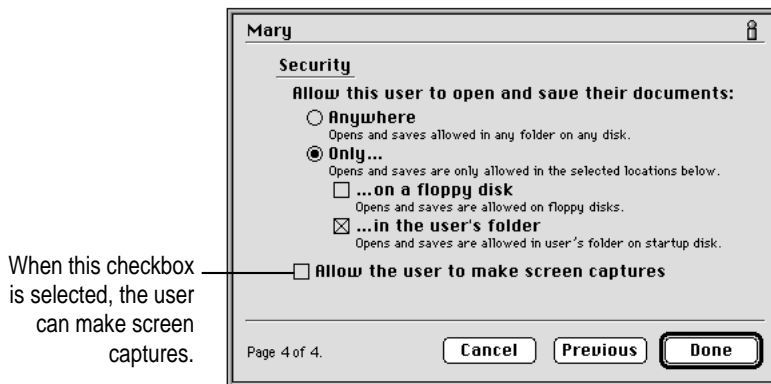 Mary
Security
Allow this user to open and save their documents:
Anywhere
Opens and saves allowed in any folder on any disk.
Only...
Opens and saves are only allowed in the selected locations below.
...on a floppy disk
Opens and saves are allowed on floppy disks.
...in the user's folder
Opens and saves are allowed in user's folder on startup disk.
When this checkbox
is selected, the user
can make screen
captures.
Allow the user to make screen captures
Page 4 of 4.
Cancel
Previous
Done